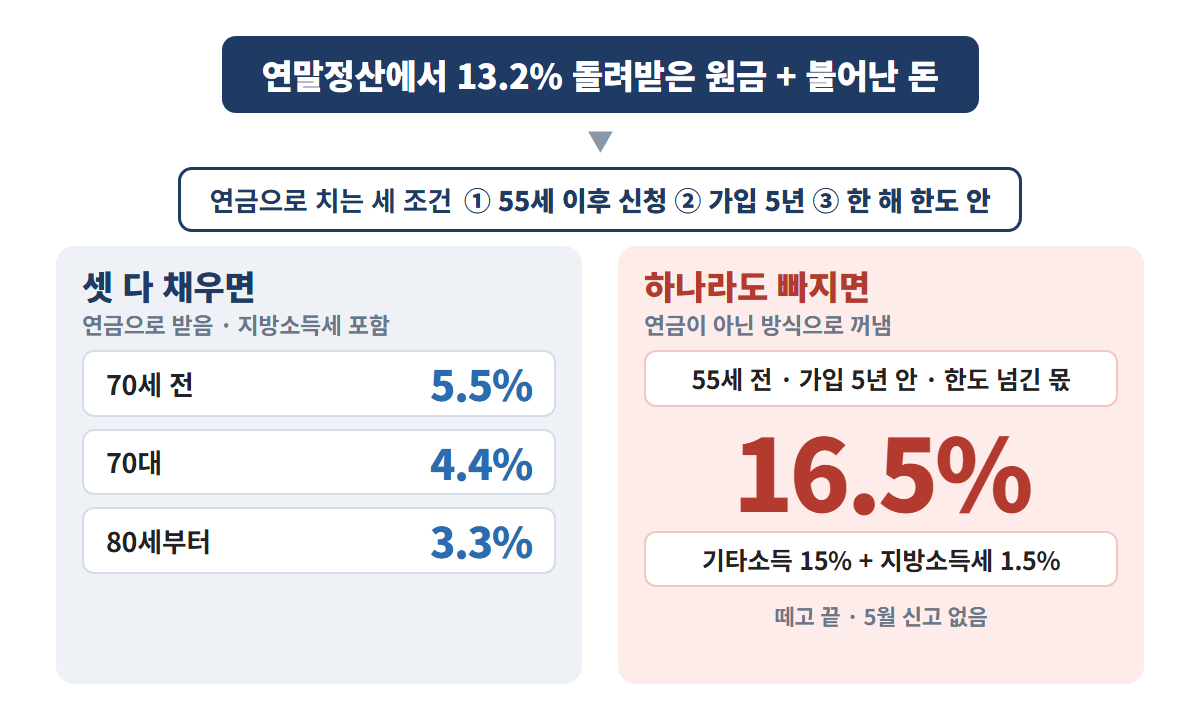 연말정산에서 13.2% 돌려받은 원금 + 불어난 돈
연금으로 치는 세 조건 ① 55세 이후 신청 ② 가입 5년 ③ 한 해 한도 안
셋 다 채우면
연금으로 받음 · 지방소득세 포함
70세 전 5.5%
70대 4.4%
80세부터 3.3%
하나라도 빠지면
연금이 아닌 방식으로 꺼냄
55세 전 · 가입 5년 안 · 한도 넘긴 몫
16.5%
기타소득 15% + 지방소득세 1.5%
떼고 끝 · 5월 신고 없음